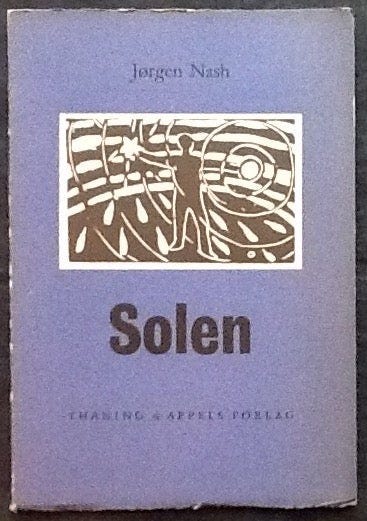 Jørgen Nash
Solen
THANING & APPELS FORLAG